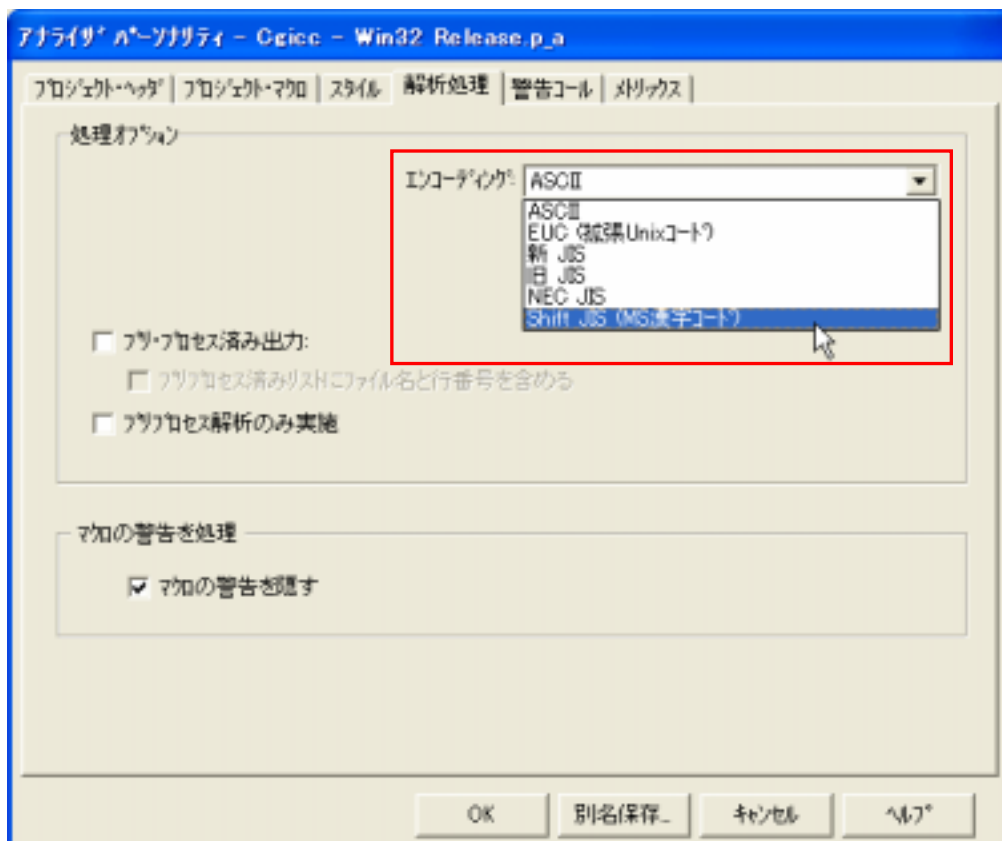 アナライザ パーソナリティ - Cgicc - Win32 Release.p_a
プロジェクト・ヘッダ プロジェクト・マクロ スタイル 解析処理 警告コール メトリックス
処理オプション
エンコーディング: ASCII
ASCII
EUC (拡張Unixコード)
新 JIS
旧 JIS
NEC JIS
Shift JIS (MS漢字コード)
プリ・プロセス済み出力:
プリプロセス済みリストにファイル名と行番号を含める
プリプロセス解析のみ実施
マクロの警告を処理
マクロの警告を隠す
OK 別名保存... キャンセル ヘルプ